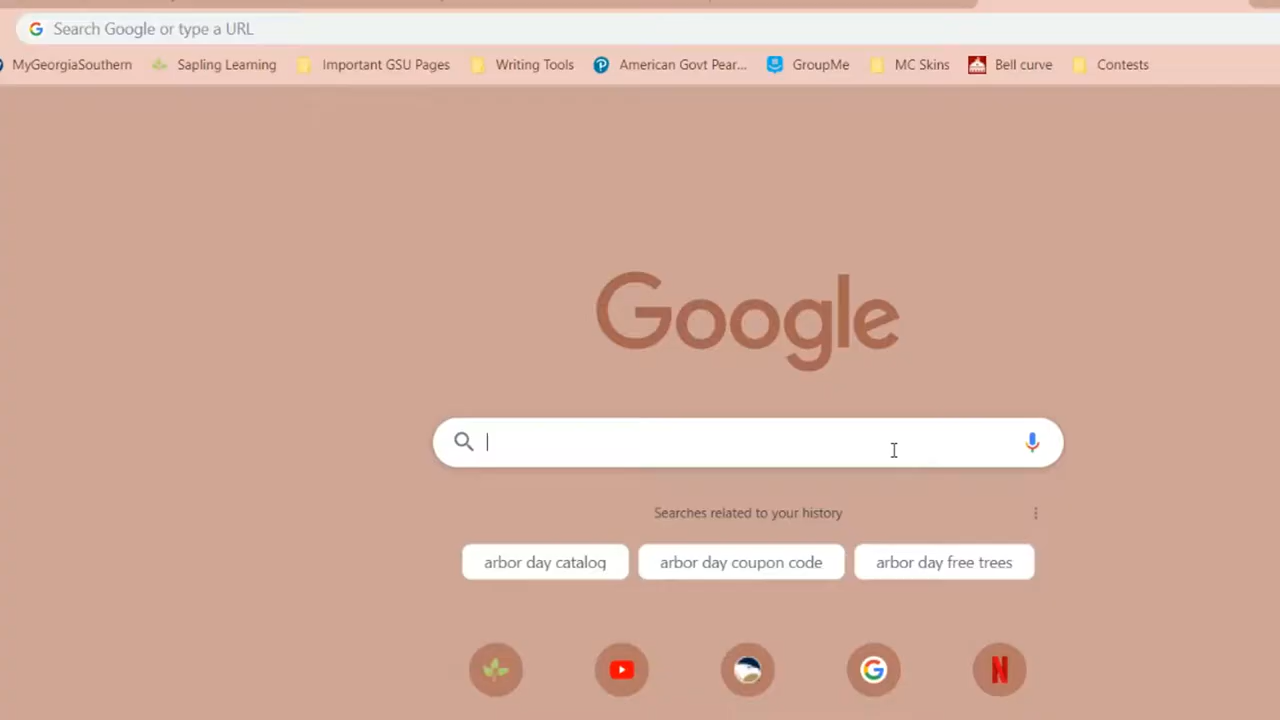 Search Google or type a URL
MyGeorgiaSouthern Sapling Learning Important GSU Pages Writing Tools American Govt Pear... GroupMe MC Skins Bell curve Contests
Google
Searches related to your history
arbor day catalog arbor day coupon code arbor day free trees